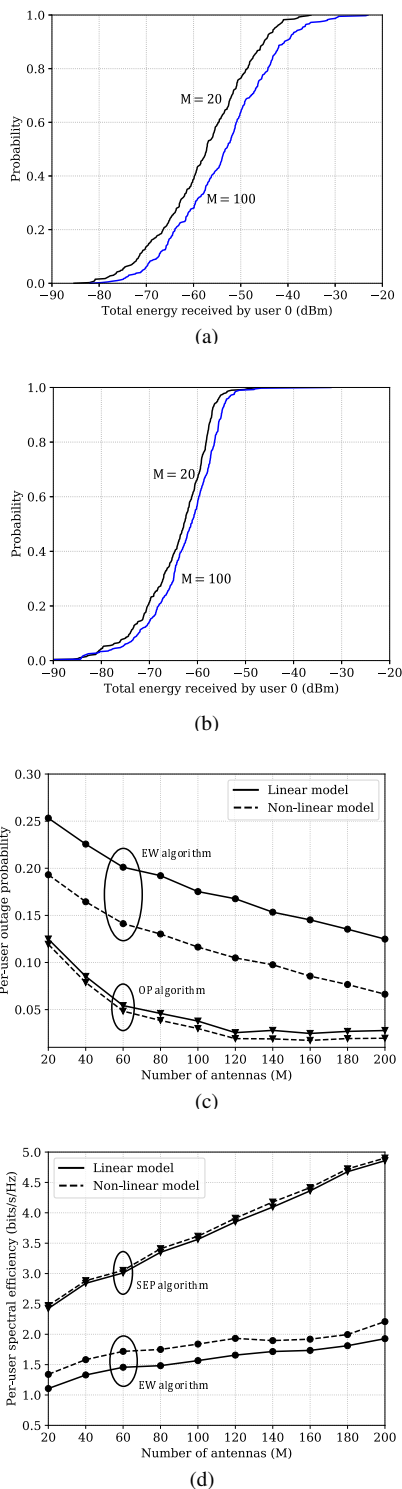 1.0
0.8
M = 20
0.6
Probability
0.4
M = 100
0.2
0.0
−90 −80 −70 −60 −50 −40 −30 −20
Total energy received by user 0 (dBm)
(a)
1.0
0.8
M = 20
0.6
Probability
0.4
M = 100
0.2
0.0
−90 −80 −70 −60 −50 −40 −30 −20
Total energy received by user 0 (dBm)
(b)
0.30
Linear model
Non-linear model
0.25
EW algorithm
0.20
Per-user outage probability
0.15
0.10
OP algorithm
0.05
20 40 60 80 100 120 140 160 180 200
Number of antennas (M)
(c)
5.0
Linear model
Non-linear model
4.5
4.0
3.5
3.0
SEP algorithm
Per-user spectral efficiency (bits/s/Hz)
2.5
2.0
1.5
EW algorithm
1.0
0.5
20 40 60 80 100 120 140 160 180 200
Number of antennas (M)
(d)